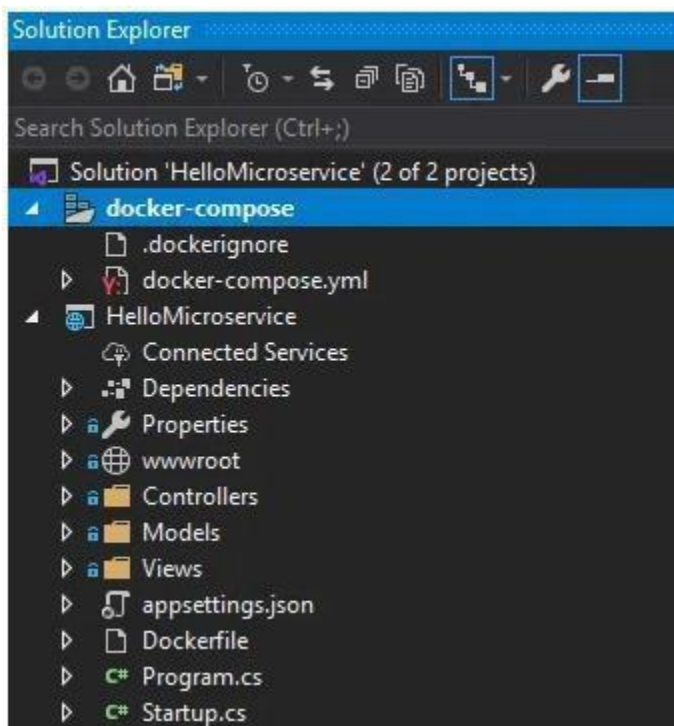 Solution Explorer
Search Solution Explorer (Ctrl+;)
Solution 'HelloMicroservice' (2 of 2 projects)
docker-compose
.dockerignore
docker-compose.yml
HelloMicroservice
Connected Services
Dependencies
Properties
wwwroot
Controllers
Models
Views
appsettings.json
Dockerfile
C# Program.cs
C# Startup.cs